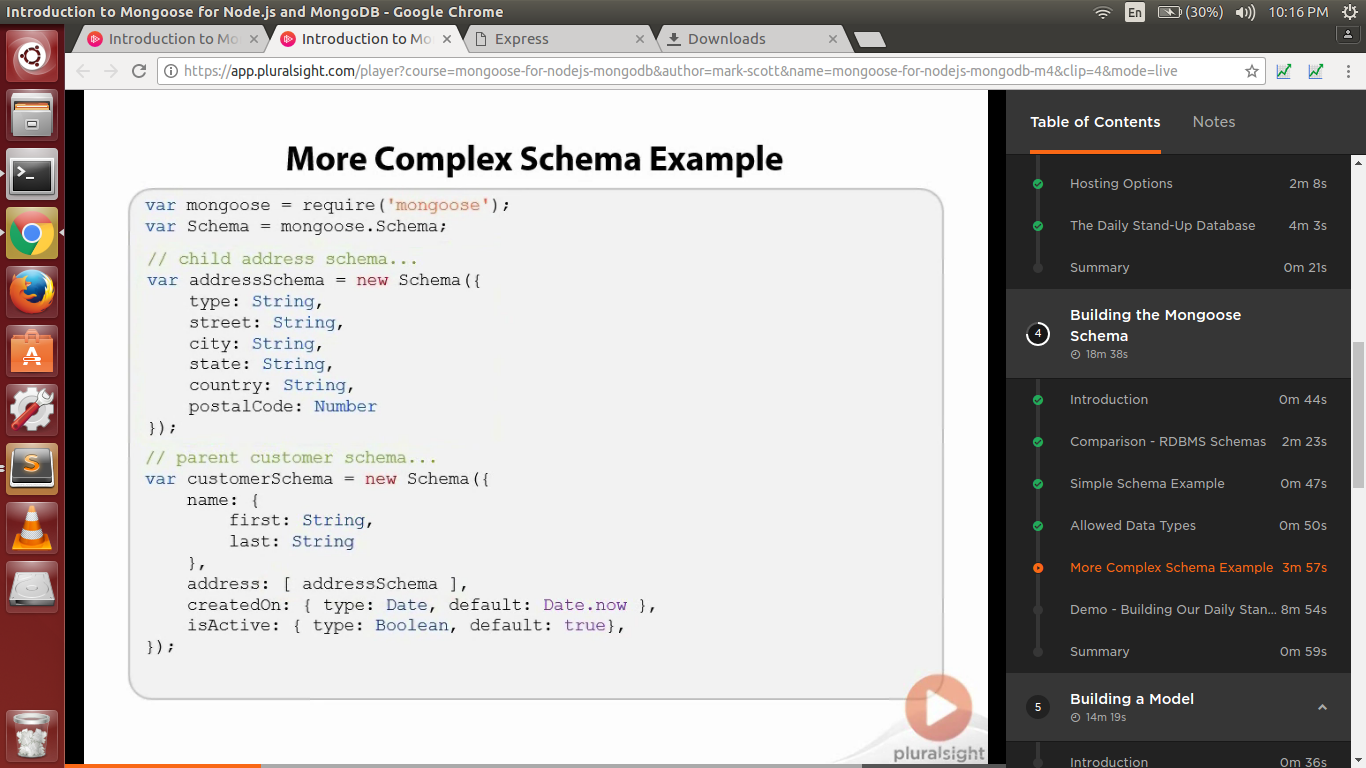 Introduction to Mongoose for Node.js and MongoDB - Google Chrome
En
(30%)
10:16 PM
Introduction to Mo
Introduction to Mo
Express
Downloads
https://app.pluralsight.com/player?course=mongoose-for-nodejs-mongodb&author=mark-scott&name=mongoose-for-nodejs-mongodb-m4&clip=4&mode=live
More Complex Schema Example
var mongoose = require('mongoose');
var Schema = mongoose.Schema;
// child address schema...
var addressSchema = new Schema({
type: String,
street: String,
city: String,
state: String,
country: String,
postalCode: Number
});
// parent customer schema...
var customerSchema = new Schema({
name: {
first: String,
last: String
},
address: [ addressSchema ],
createdOn: { type: Date, default: Date.now },
isActive: { type: Boolean, default: true},
});
pluralsight
Table of Contents
Notes
Hosting Options 2m 8s
The Daily Stand-Up Database 4m 3s
Summary 0m 21s
4
Building the Mongoose
Schema
18m 38s
Introduction 0m 44s
Comparison - RDBMS Schemas 2m 23s
Simple Schema Example 0m 47s
Allowed Data Types 0m 50s
More Complex Schema Example 3m 57s
Demo - Building Our Daily Stan... 8m 54s
Summary 0m 59s
5
Building a Model
14m 19s
Introduction 0m 36s